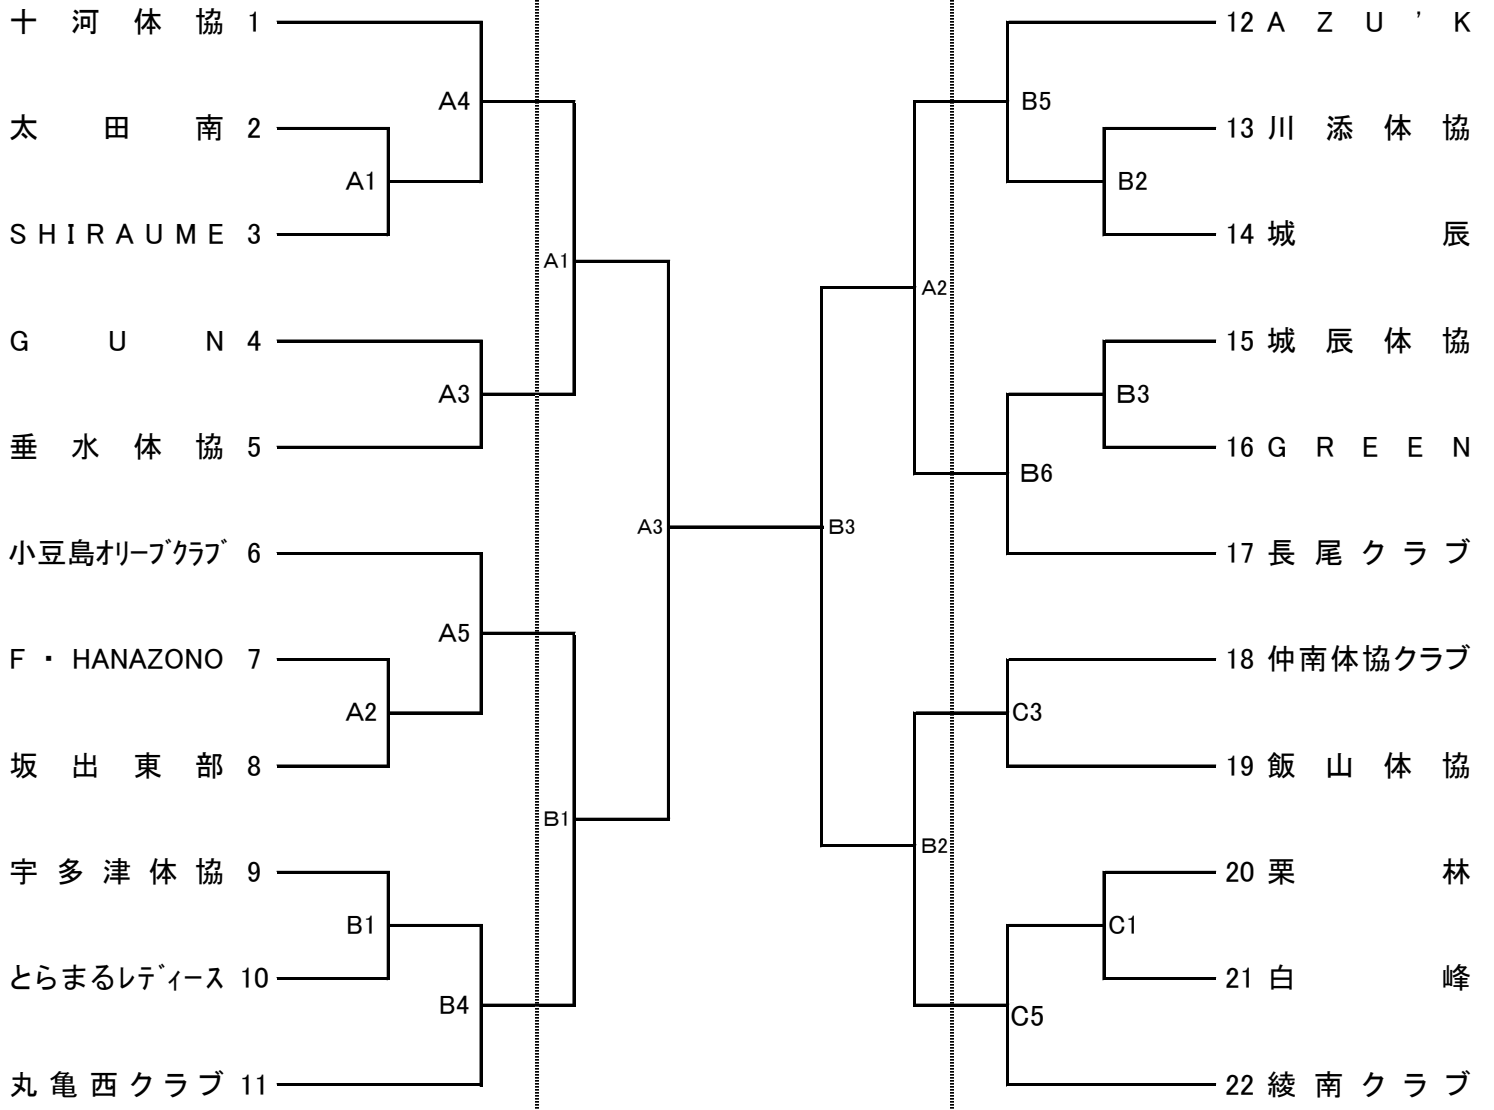 十河体協 1
A4
太田南 2
A1
SHIRAUME 3
A1
GUN 4
A3
垂水体協 5
A3
小豆島オリーブクラブ 6
A5
F・HANAZONO 7
A2
坂出東部 8
B1
宇多津体協 9
B1
とらまるレディース 10
B4
丸亀西クラブ 11
12 AZU'K
B5
13 川添体協
B2
14 城辰
A2
15 城辰体協
B3
16 GREEN
B6
17 長尾クラブ
B3
18 仲南体協クラブ
C3
19 飯山体協
B2
20 栗林
C1
21 白峰
C5
22 綾南クラブ